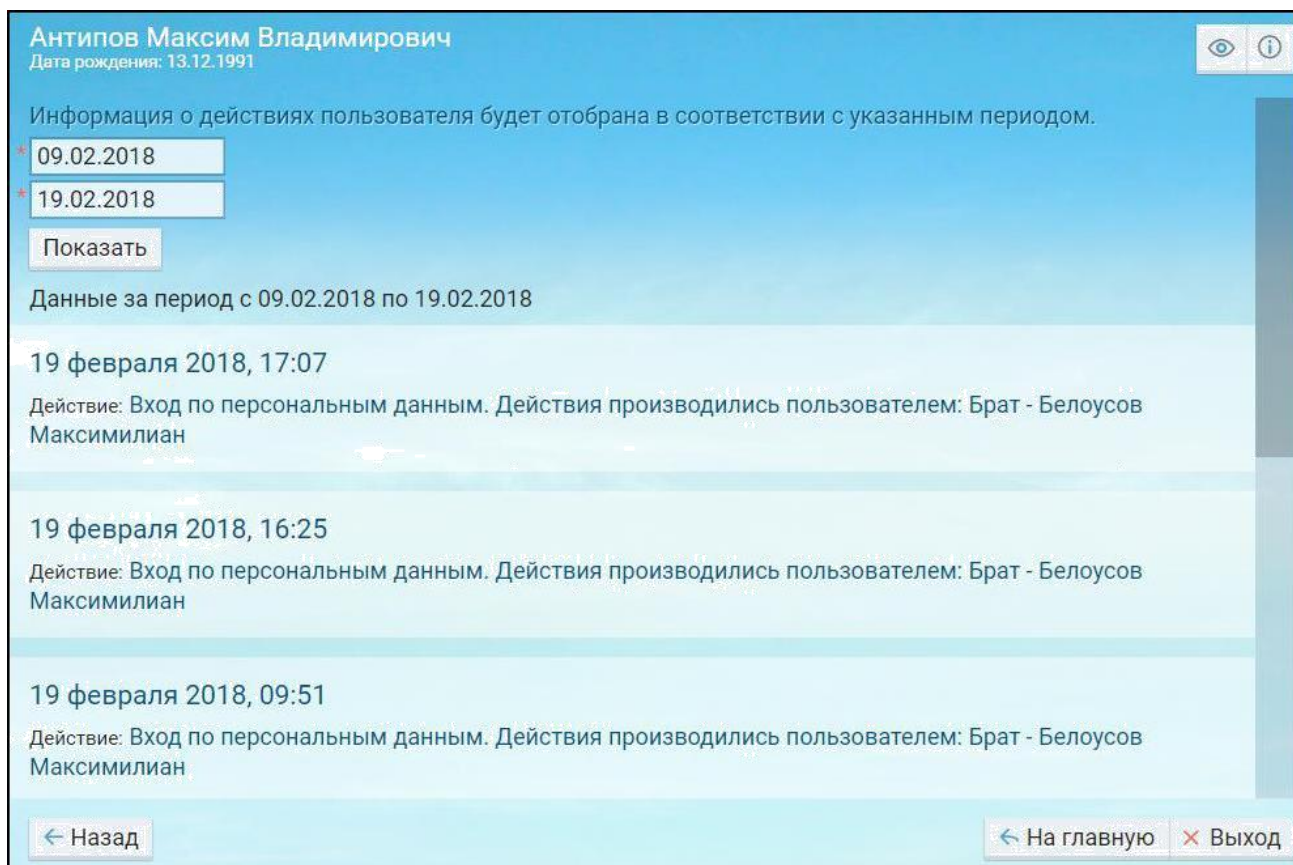 Антипов Максим Владимирович
Дата рождения: 13.12.1991
Информация о действиях пользователя будет отобрана в соответствии с указанным периодом.
* 09.02.2018
* 19.02.2018
Показать
Данные за период с 09.02.2018 по 19.02.2018
19 февраля 2018, 17:07
Действие: Вход по персональным данным. Действия производились пользователем: Брат - Белоусов
Максимилиан
19 февраля 2018, 16:25
Действие: Вход по персональным данным. Действия производились пользователем: Брат - Белоусов
Максимилиан
19 февраля 2018, 09:51
Действие: Вход по персональным данным. Действия производились пользователем: Брат - Белоусов
Максимилиан
Назад
На главную
Выход